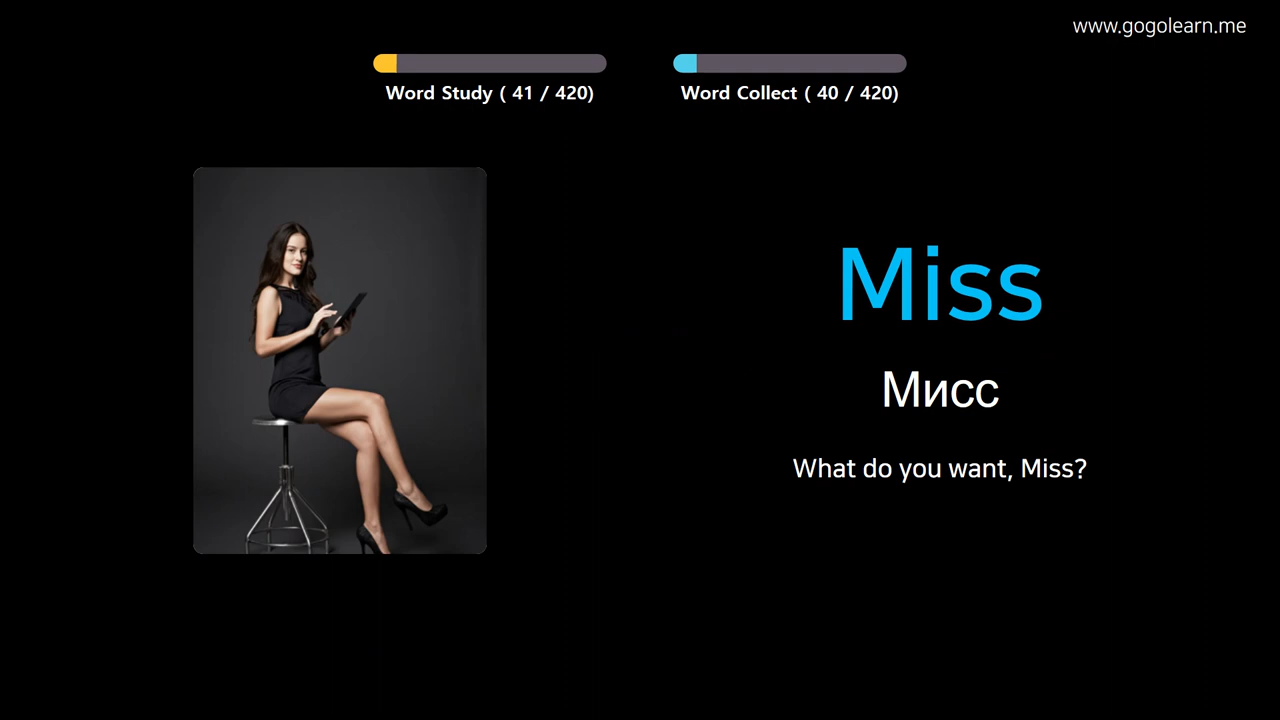 www.gogolearn.me
Word Study ( 41 / 420)
Word Collect ( 40 / 420)
Miss
Мисс
What do you want, Miss?